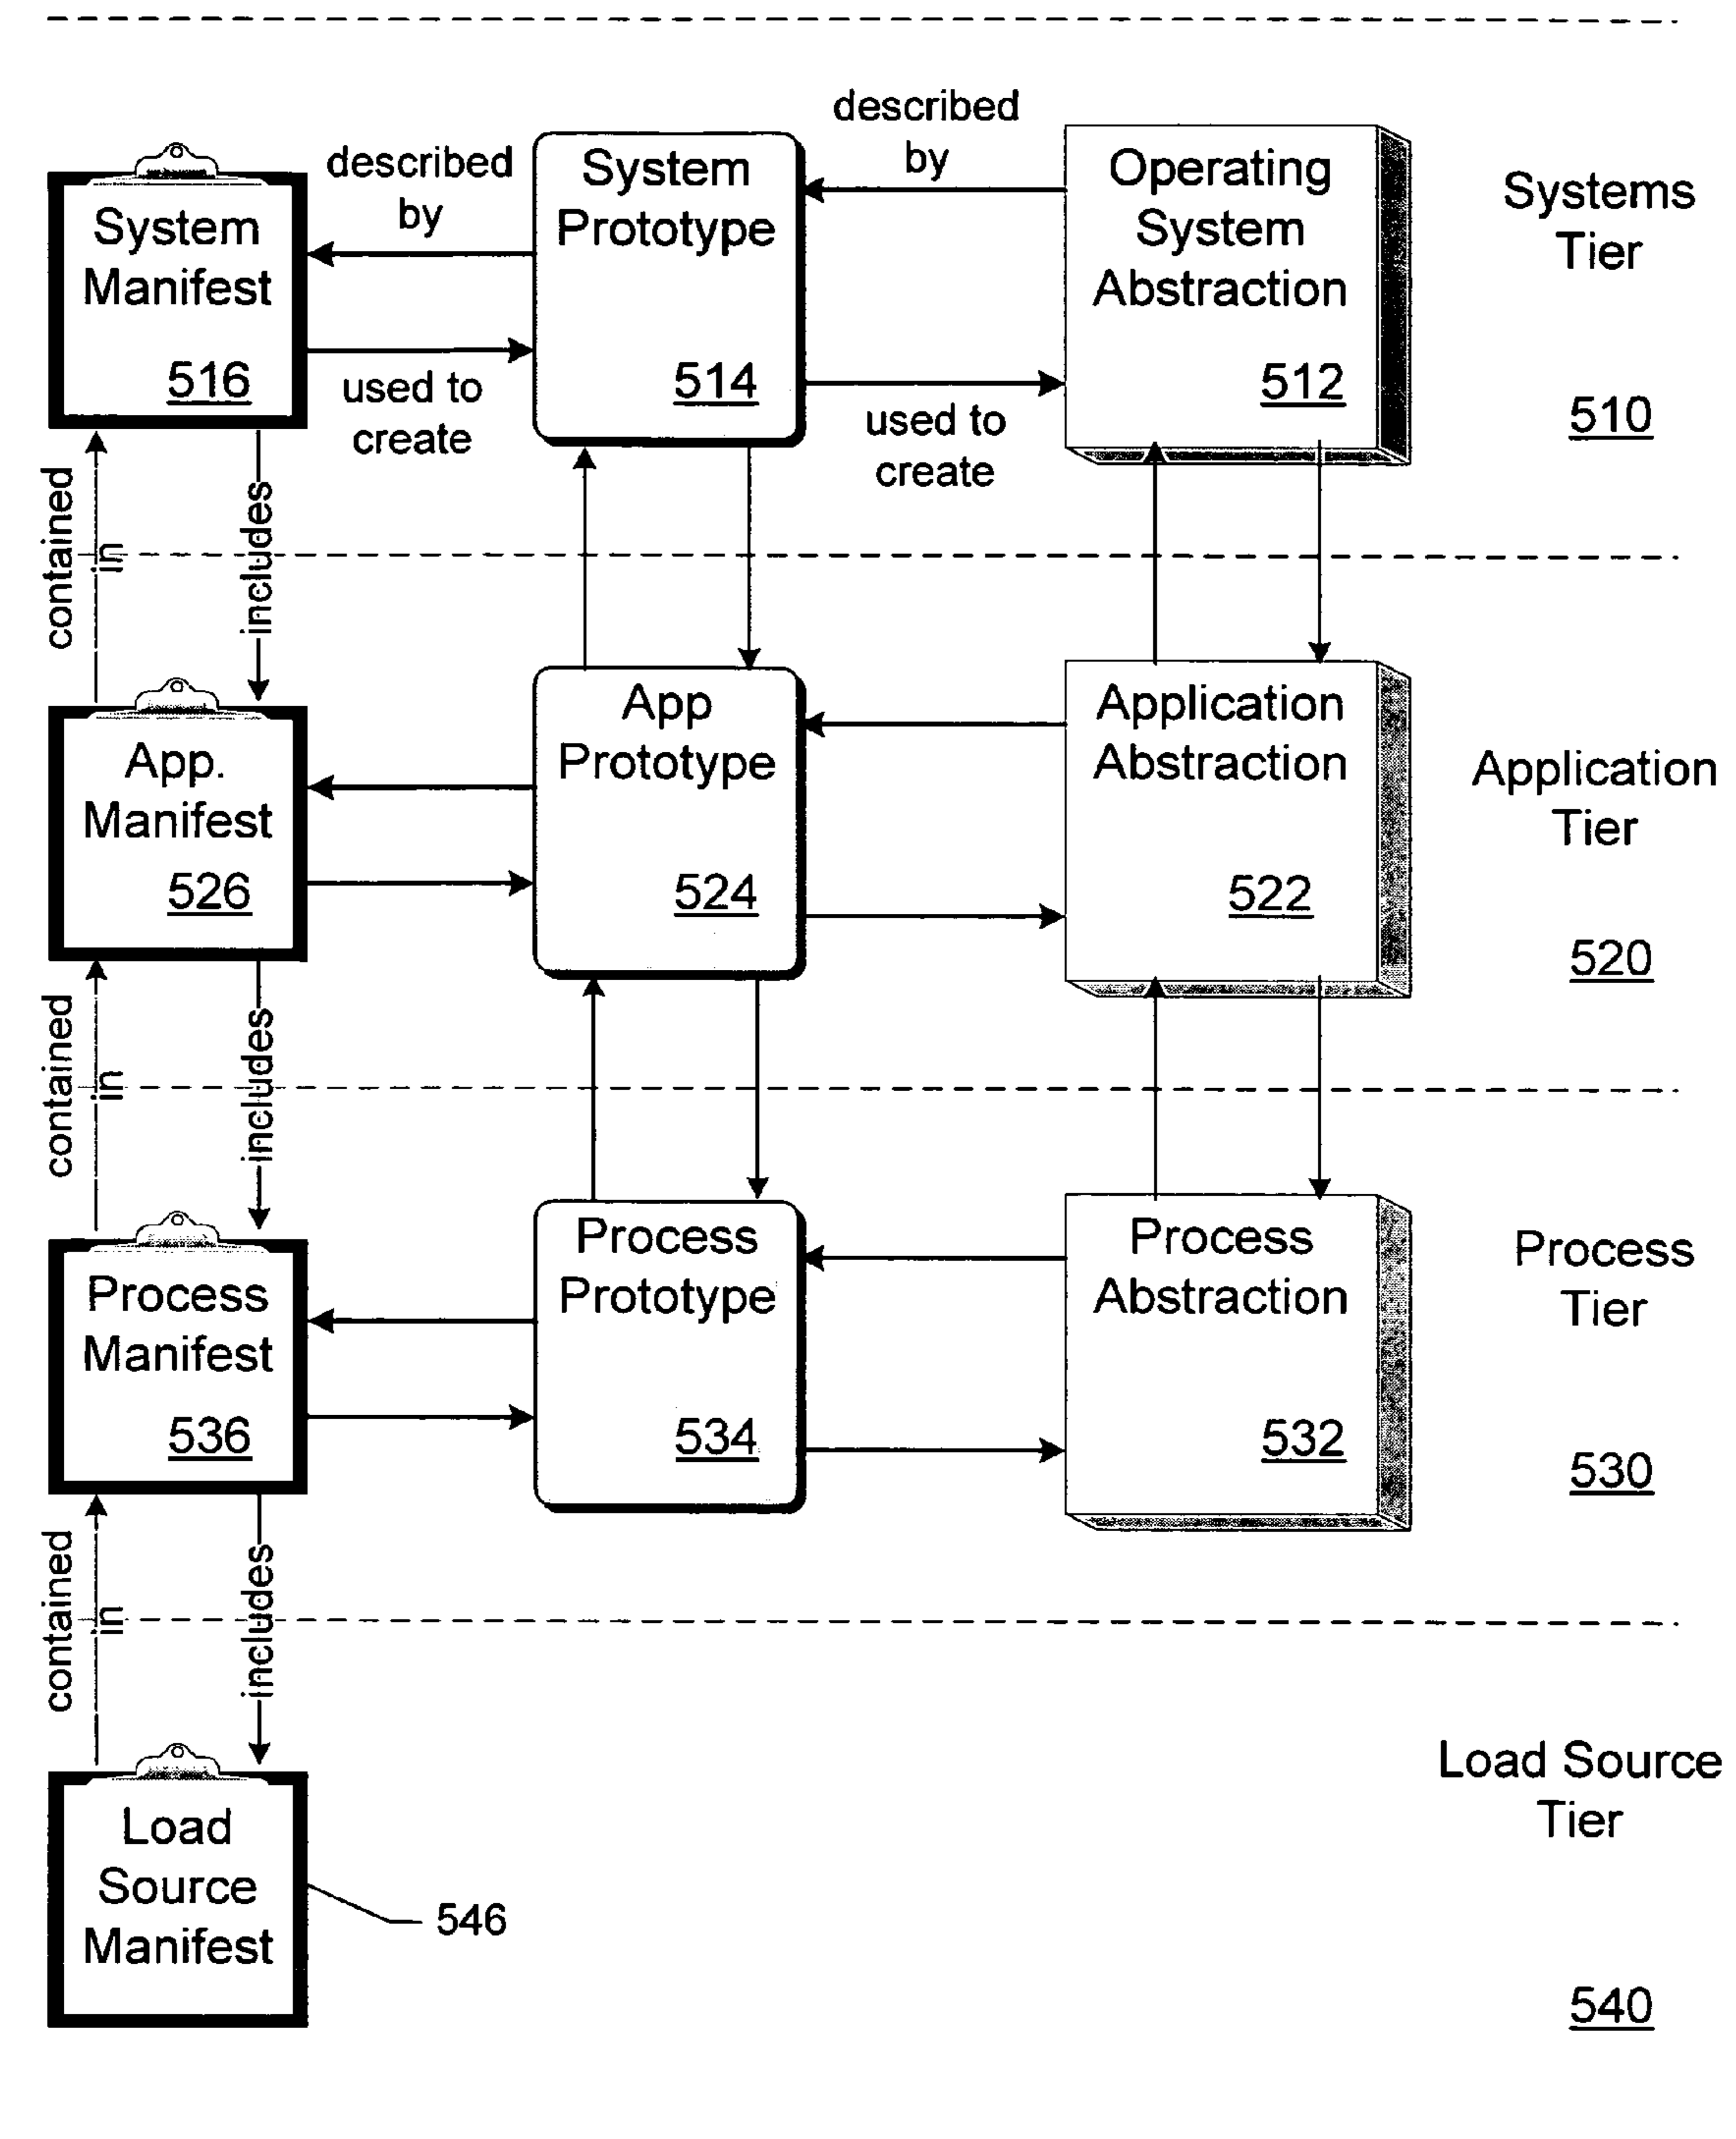 described
by
described
by
System
Manifest
516
System
Prototype
514
Operating
System
Abstraction
512
Systems
Tier
510
used to
create
used to
create
contained
in
includes
App.
Manifest
526
App
Prototype
524
Application
Abstraction
522
Application
Tier
520
contained
in
includes
Process
Manifest
536
Process
Prototype
534
Process
Abstraction
532
Process
Tier
530
contained
in
includes
Load
Source
Manifest
546
Load Source
Tier
540